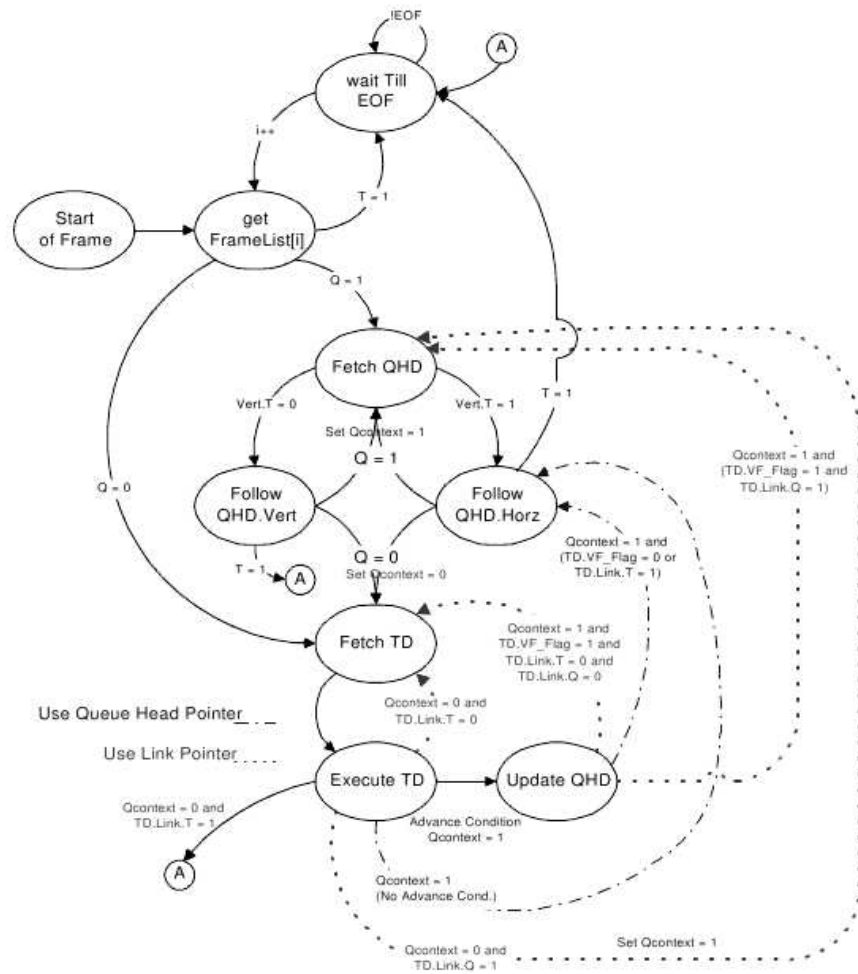 !EOF
A
wait Till
EOF
i++
T = 1
Start
of Frame
get
FrameList[i]
Q = 1
Fetch QHD
Vert.T = 0
Vert.T = 1
T = 1
Set Qcontext = 1
Q = 1
Qcontext = 1 and
(TD.VF_Flag = 1 and
TD.Link.Q = 1)
Q = 0
Follow
QHD.Vert
Follow
QHD.Horz
Qcontext = 1 and
(TD.VF_Flag = 0 or
TD.Link.T = 1)
Q = 0
Set Qcontext = 0
T = 1
A
Fetch TD
Qcontext = 1 and
TD.VF_Flag = 1 and
TD.Link.T = 0 and
TD.Link.Q = 0
Qcontext = 0 and
TD.Link.T = 0
Use Queue Head Pointer
Use Link Pointer
Execute TD
Update QHD
Qcontext = 0 and
TD.Link.T = 1
Advance Condition
Qcontext = 1
A
Qcontext = 1
(No Advance Cond.)
Set Qcontext = 1
Qcontext = 0 and
TD.Link.Q = 1